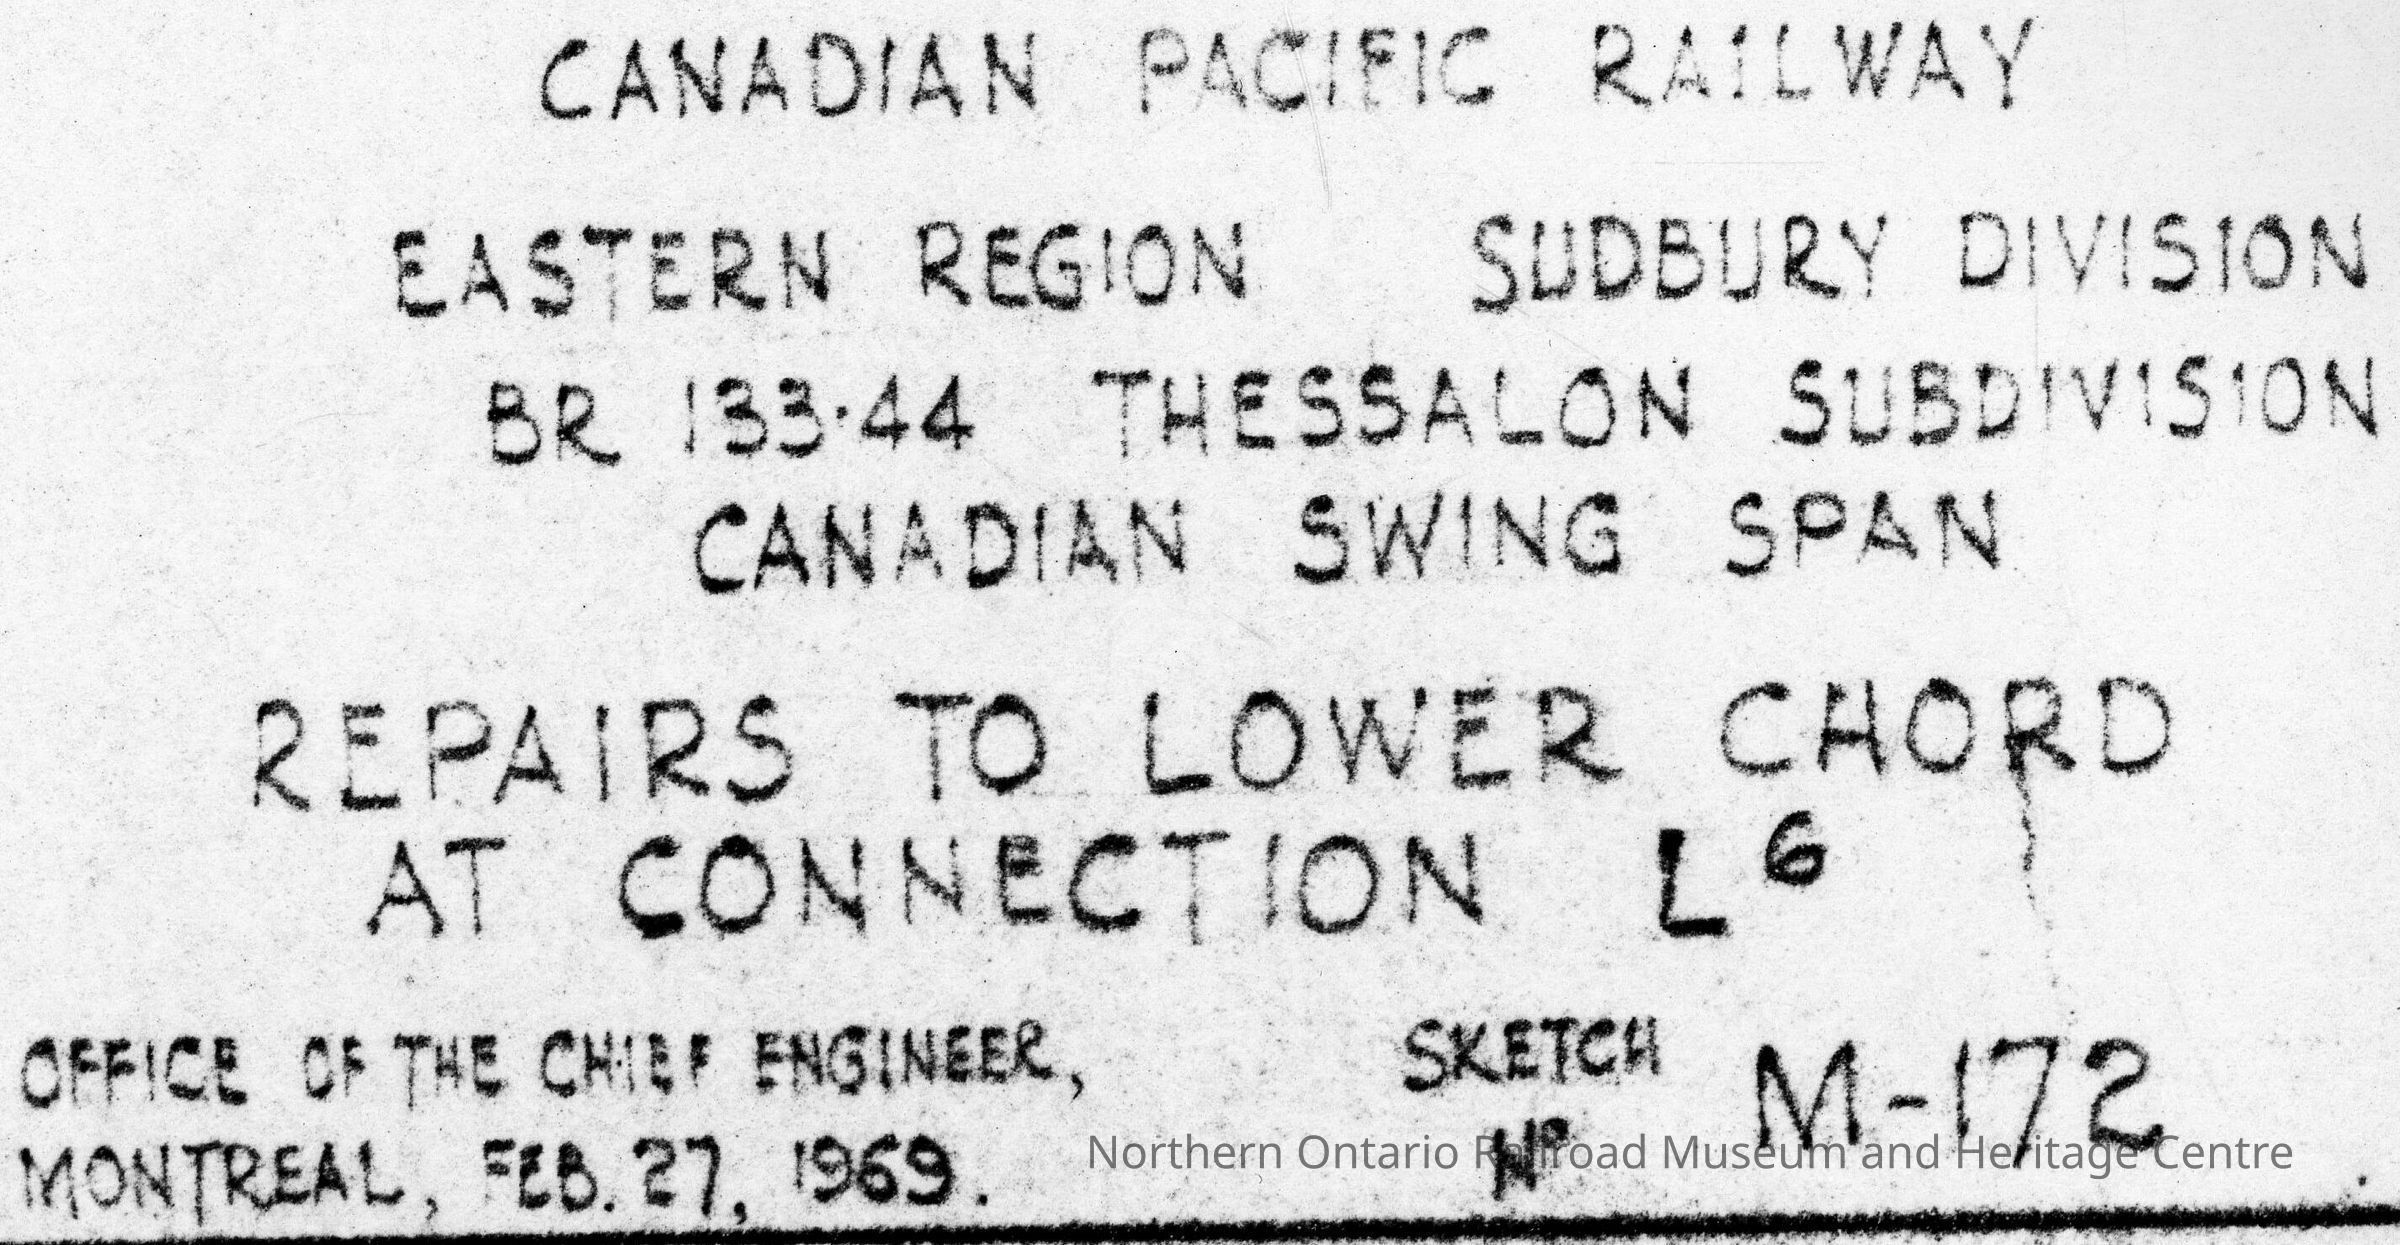 CANADIAN PACIFIC RAILWAY
EASTERN REGION SUDBURY DIVISION
BR 133·44 THESSALON SUBDIVISION
CANADIAN SWING SPAN
REPAIRS TO LOWER CHORD
AT CONNECTION L6
OFFICE OF THE CHIEF ENGINEER,
MONTREAL, FEB. 27, 1969.
SKETCH
Nº
M-172
Northern Ontario Railroad Museum and Heritage Centre